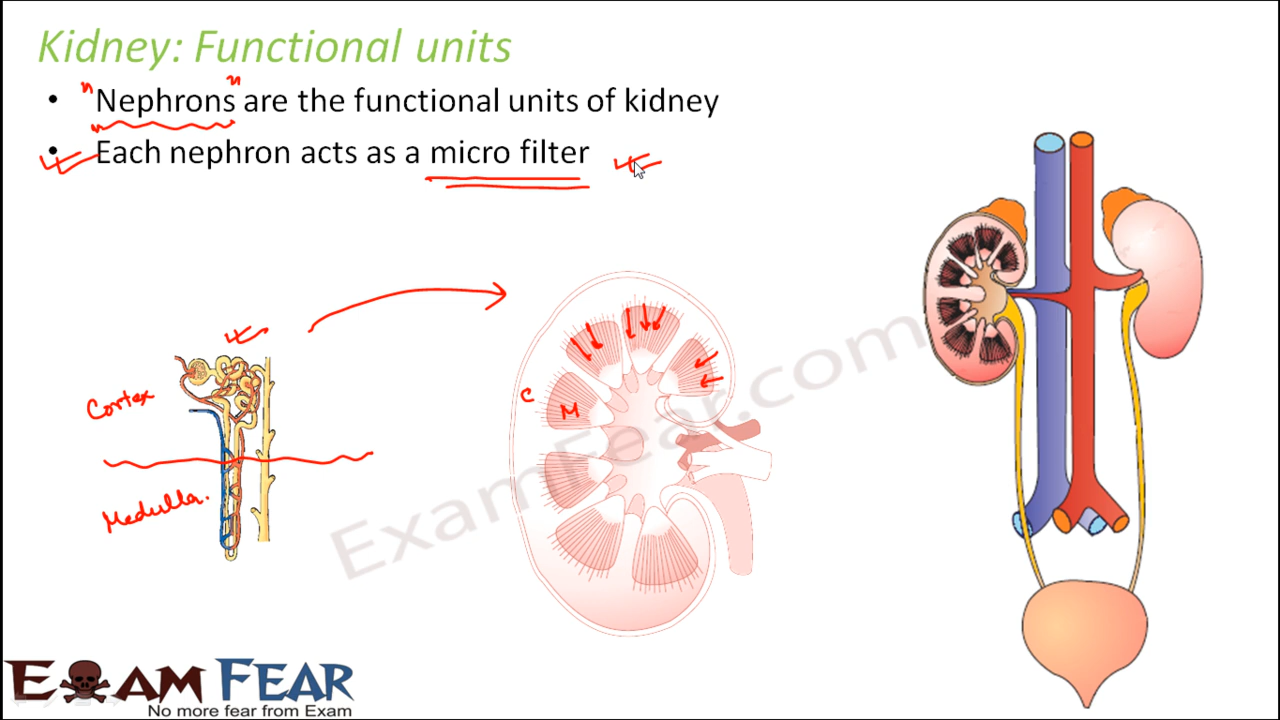 Kidney: Functional units
• "Nephrons" are the functional units of kidney
• Each nephron acts as a micro filter
Cortex
Medulla.
C
M
ExamFear.com
EXAM FEAR
No more fear from Exam